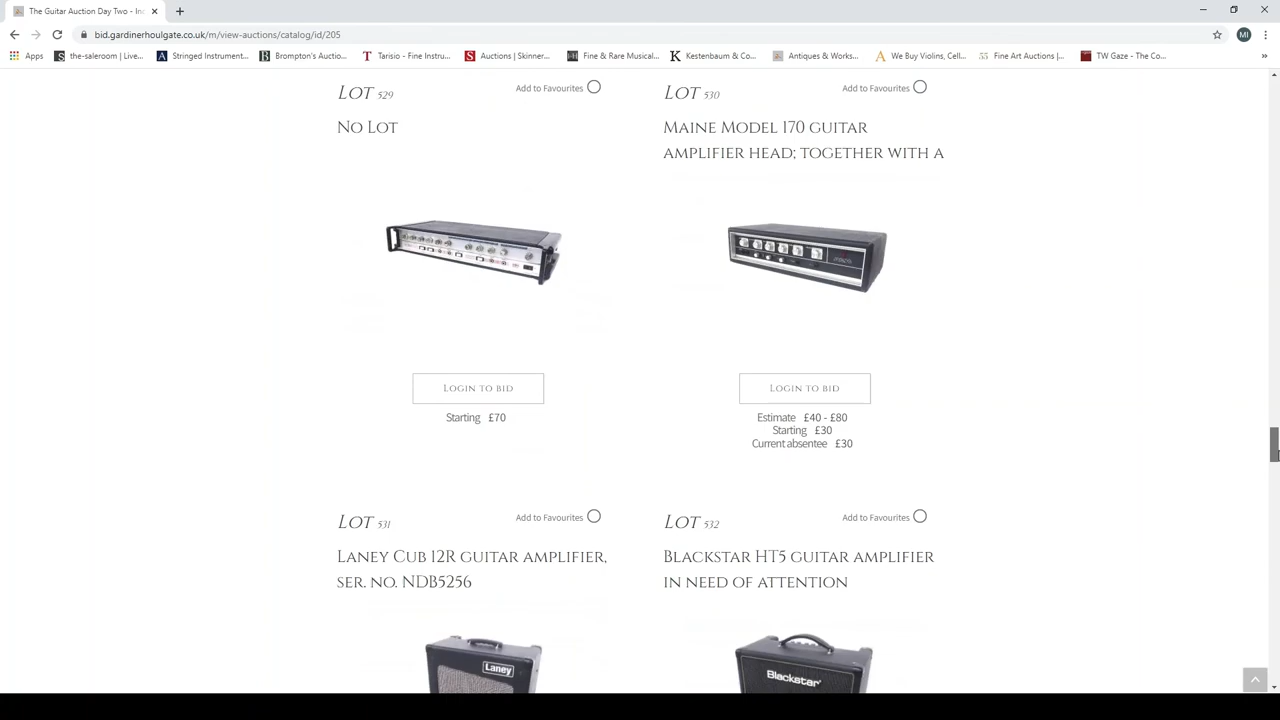 The Guitar Auction Day Two - Inc
bid.gardinerhoulgate.co.uk/m/view-auctions/catalog/id/205
MI
Apps
the-saleroom | Live...
Stringed Instrument...
Brompton's Auctio...
Tarisio - Fine Instru...
Auctions | Skinner...
Fine & Rare Musical...
Kestenbaum & Co...
Antiques & Works...
We Buy Violins, Cell...
Fine Art Auctions |...
TW Gaze - The Co...
»
LOT 529
Add to Favourites
NO LOT
LOGIN TO BID
Starting £70
LOT 530
Add to Favourites
MAINE MODEL 170 GUITAR
AMPLIFIER HEAD; TOGETHER WITH A
LOGIN TO BID
Estimate £40 - £80
Starting £30
Current absentee £30
LOT 531
Add to Favourites
LANEY CUB 12R GUITAR AMPLIFIER,
SER. NO. NDB5256
Laney
LOT 532
Add to Favourites
BLACKSTAR HT5 GUITAR AMPLIFIER
IN NEED OF ATTENTION
Blackstar